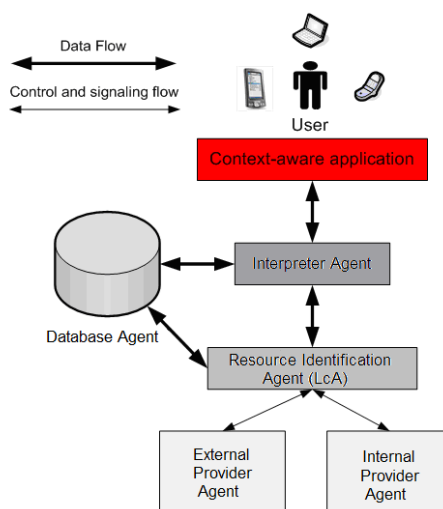 Data Flow
Control and signaling flow
User
Context-aware application
Interpreter Agent
Database Agent
Resource Identification
Agent (LcA)
External
Provider
Agent
Internal
Provider
Agent